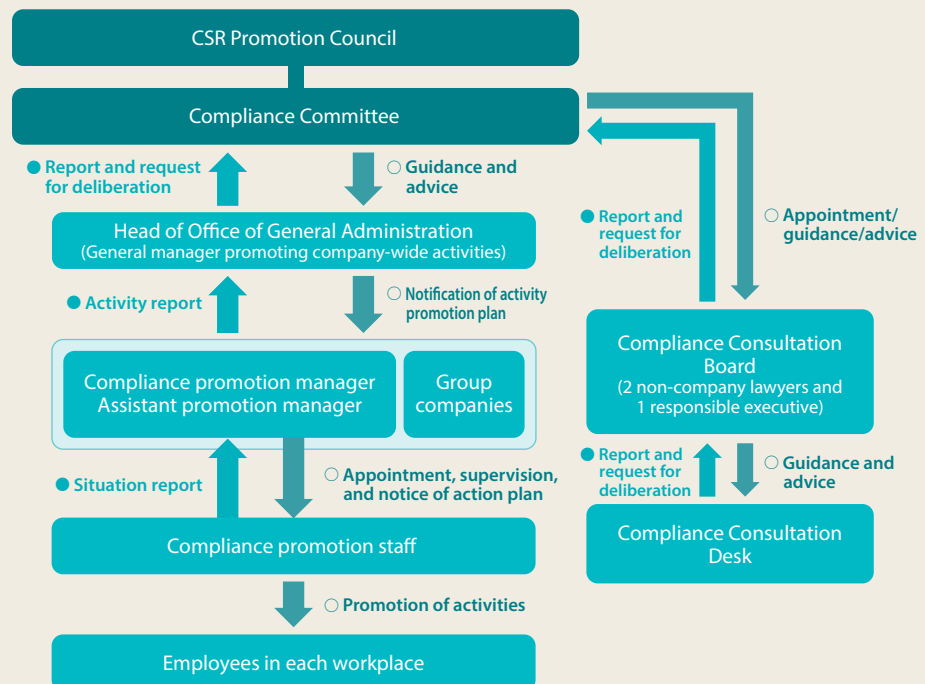 CSR Promotion Council
Compliance Committee
● Report and request
for deliberation
○ Guidance and
advice
Head of Office of General Administration
(General manager promoting company-wide activities)
● Activity report
○ Notification of activity
promotion plan
Compliance promotion manager
Assistant promotion manager
Group
companies
● Situation report
○ Appointment, supervision,
and notice of action plan
Compliance promotion staff
○ Promotion of activities
Employees in each workplace
● Report and
request for
deliberation
○ Appointment/
guidance/advice
Compliance Consultation
Board
(2 non-company lawyers and
1 responsible executive)
● Report and
request for
deliberation
○ Guidance and
advice
Compliance Consultation
Desk